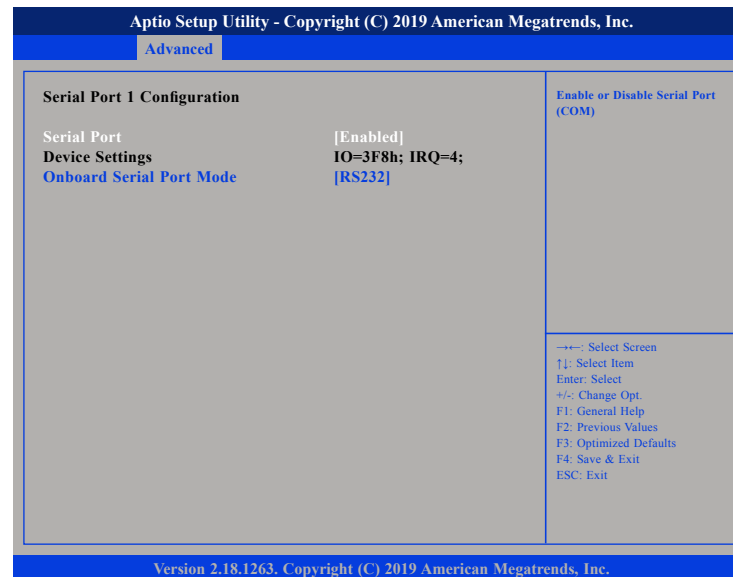 Aptio Setup Utility - Copyright (C) 2019 American Megatrends, Inc.
Advanced
Serial Port 1 Configuration
Serial Port [Enabled]
Device Settings IO=3F8h; IRQ=4;
Onboard Serial Port Mode [RS232]
Enable or Disable Serial Port
(COM)
→←: Select Screen
↑↓: Select Item
Enter: Select
+/-: Change Opt.
F1: General Help
F2: Previous Values
F3: Optimized Defaults
F4: Save & Exit
ESC: Exit
Version 2.18.1263. Copyright (C) 2019 American Megatrends, Inc.